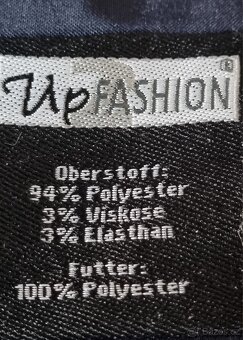 Up FASHION®
Oberstoff:
94% Polyester
3% Viskose
3% Elasthan
Futter:
100% Polyester